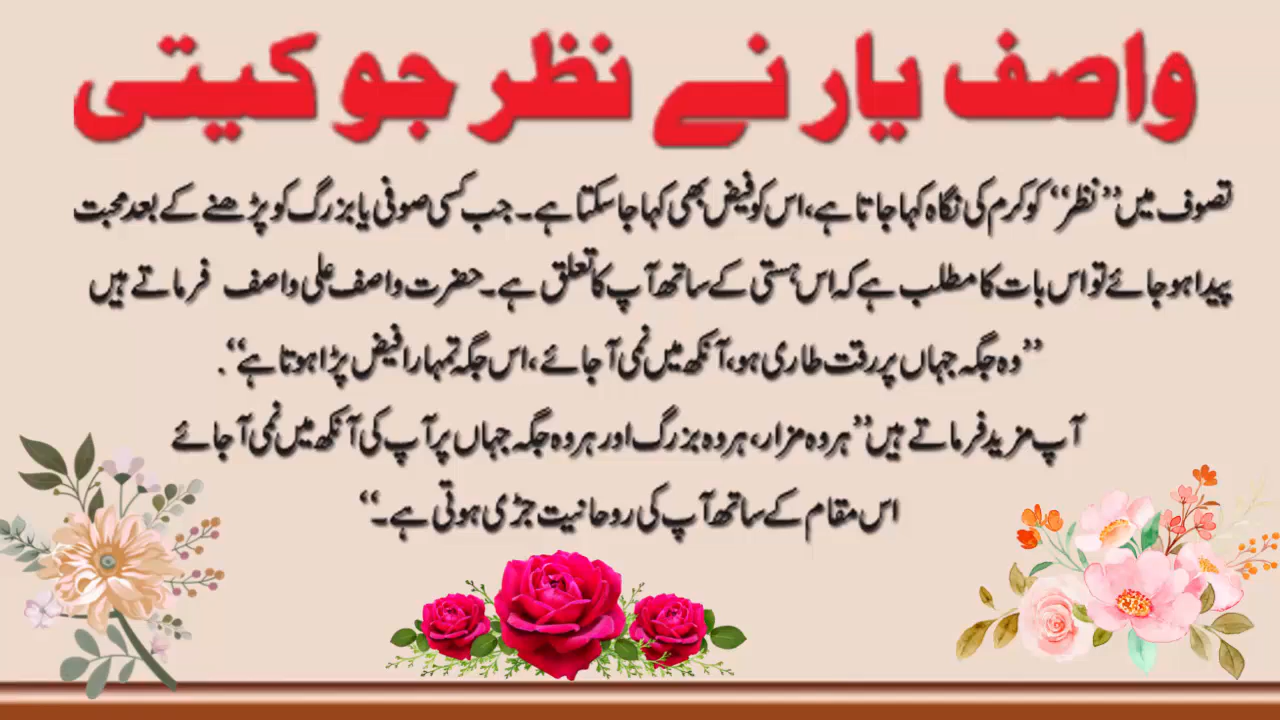 واصف یار نے نظر جو کیتی
تصوف میں ’’نظر‘‘ کو کرم کی نگاہ کہا جاتا ہے، اس کو فیض بھی کہا جا سکتا ہے۔ جب کسی صوفی یا بزرگ کو پڑھنے کے بعد محبت
پیدا ہو جائے تو اس بات کا مطلب ہے کہ اس ہستی کے ساتھ آپ کا تعلق ہے۔ حضرت واصف علی واصف فرماتے ہیں
’’وہ جگہ جہاں پر رقت طاری ہو، آنکھ میں نمی آ جائے، اس جگہ تمہارا فیض پڑا ہوتا ہے‘‘.
آپ مزید فرماتے ہیں’’ ہر وہ مزار، ہر وہ بزرگ اور ہر وہ جگہ جہاں پر آپ کی آنکھ میں نمی آ جائے
اس مقام کے ساتھ آپ کی روحانیت جڑی ہوتی ہے۔‘‘